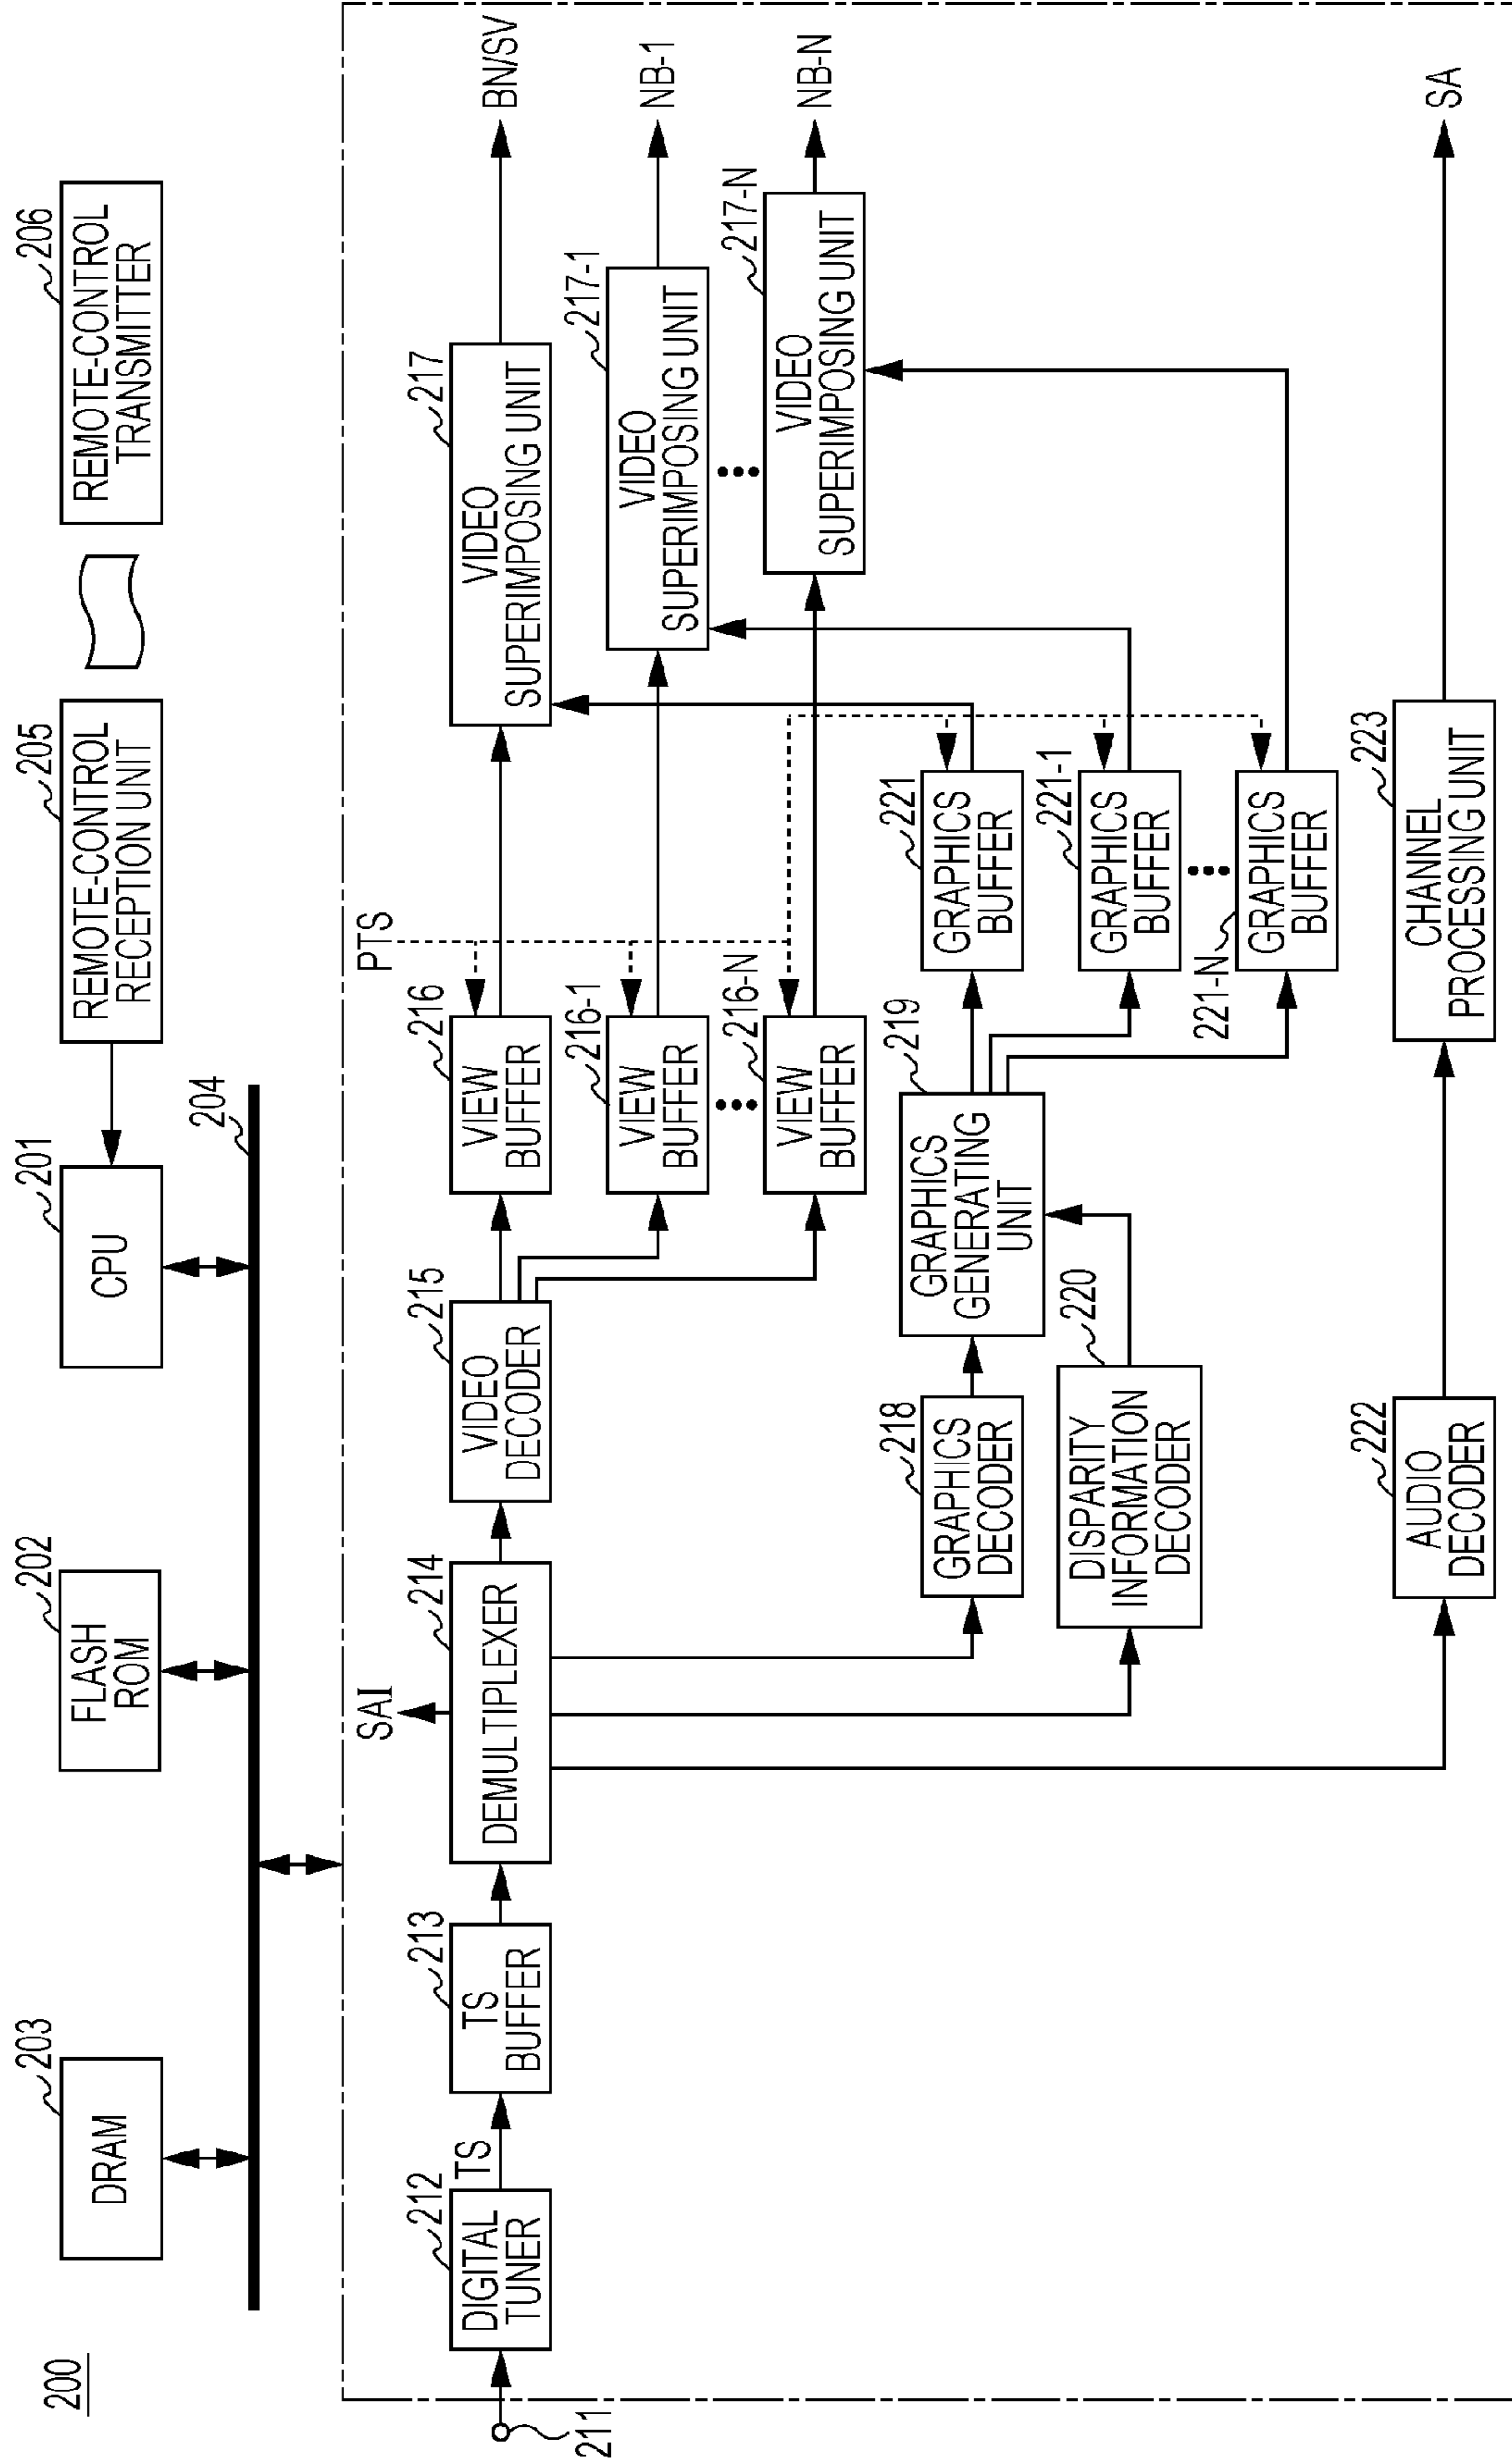 200
203
DRAM
202
FLASH
ROM
201
CPU
205
REMOTE-CONTROL
RECEPTION UNIT
206
REMOTE-CONTROL
TRANSMITTER
204
211
212
DIGITAL
TUNER
TS
213
TS
BUFFER
SAI
214
DEMULTIPLEXER
215
VIDEO
DECODER
216
VIEW
BUFFER
PTS
217
VIDEO
SUPERIMPOSING UNIT
BN/SV
216-1
VIEW
BUFFER
217-1
VIDEO
SUPERIMPOSING UNIT
NB-1
216-N
VIEW
BUFFER
217-N
VIDEO
SUPERIMPOSING UNIT
NB-N
218
GRAPHICS
DECODER
219
GRAPHICS
GENERATING
UNIT
221
GRAPHICS
BUFFER
220
DISPARITY
INFORMATION
DECODER
221-1
GRAPHICS
BUFFER
221-N
GRAPHICS
BUFFER
222
AUDIO
DECODER
223
CHANNEL
PROCESSING UNIT
SA